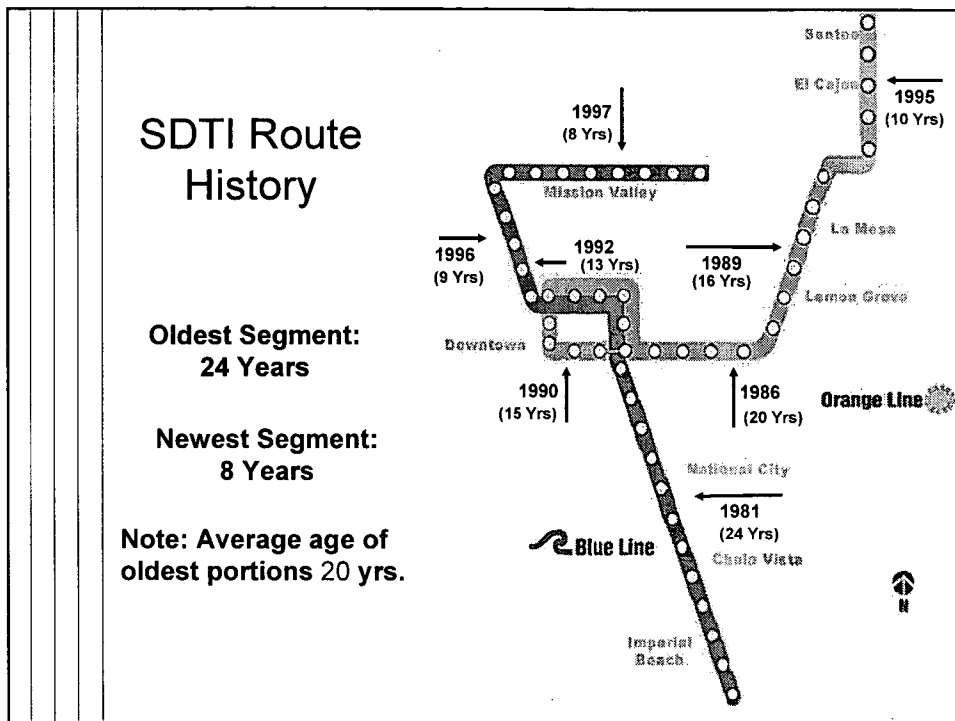 SDTI Route
History
Oldest Segment:
24 Years
Newest Segment:
8 Years
Note: Average age of
oldest portions 20 yrs.
Santee
El Cajon
1995
(10 Yrs)
1997
(8 Yrs)
Mission Valley
1996
(9 Yrs)
1992
(13 Yrs)
1989
(16 Yrs)
La Mesa
Lemon Grove
Downtown
1990
(15 Yrs)
1986
(20 Yrs)
Orange Line
National City
1981
(24 Yrs)
Blue Line
Chula Vista
N
Imperial
Beach